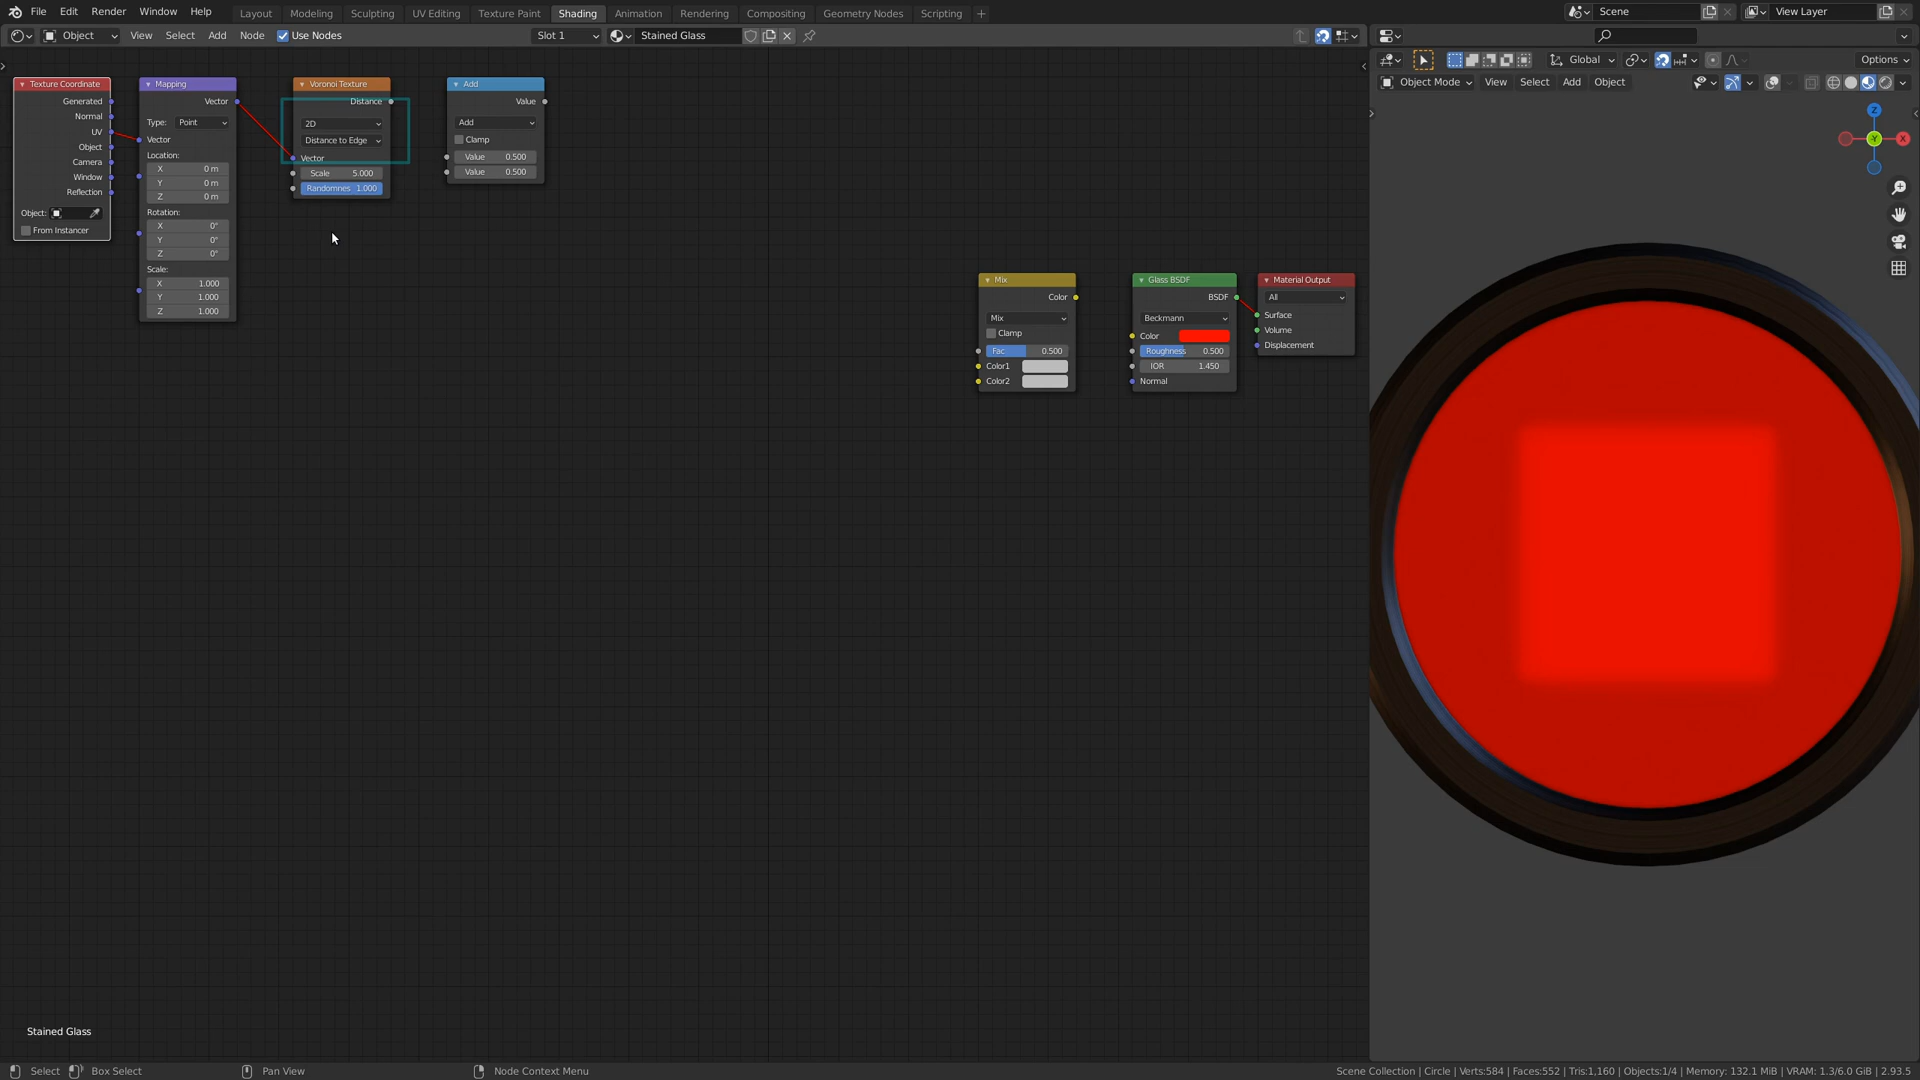 File Edit Render Window Help Layout Modeling Sculpting UV Editing Texture Paint Shading Animation Rendering Compositing Geometry Nodes Scripting + Scene View Layer
Object View Select Add Node Use Nodes Slot 1 Stained Glass
Global Options
Object Mode View Select Add Object
Texture Coordinate
Generated
Normal
UV
Object
Camera
Window
Reflection
Object:
From Instancer
Mapping
Vector
Type: Point
Vector
Location:
X 0 m
Y 0 m
Z 0 m
Rotation:
X 0°
Y 0°
Z 0°
Scale:
X 1.000
Y 1.000
Z 1.000
Voronoi Texture
Distance
2D
Distance to Edge
Vector
Scale 5.000
Randomnes 1.000
Add
Value
Add
Clamp
Value 0.500
Value 0.500
Mix
Color
Mix
Clamp
Fac 0.500
Color1
Color2
Glass BSDF
BSDF
Beckmann
Color
Roughness 0.500
IOR 1.450
Normal
Material Output
All
Surface
Volume
Displacement
Z
X
Y
Stained Glass
Select Box Select Pan View Node Context Menu Scene Collection | Circle | Verts:584 | Faces:552 | Tris:1,160 | Objects:1/4 | Memory: 132.1 MiB | VRAM: 1.3/6.0 GiB | 2.93.5